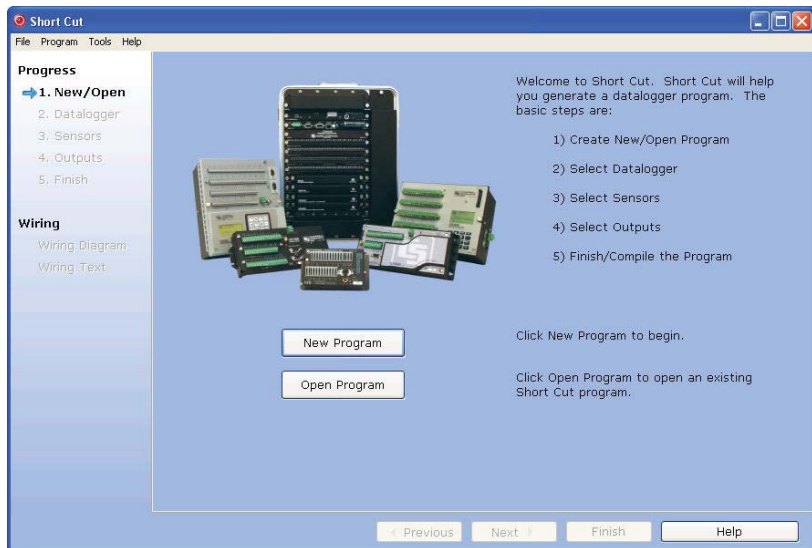 Short Cut
File Program Tools Help
Progress
1. New/Open
2. Datalogger
3. Sensors
4. Outputs
5. Finish
Wiring
Wiring Diagram
Wiring Text
Welcome to Short Cut. Short Cut will help
you generate a datalogger program. The
basic steps are:
1) Create New/Open Program
2) Select Datalogger
3) Select Sensors
4) Select Outputs
5) Finish/Compile the Program
New Program
Click New Program to begin.
Open Program
Click Open Program to open an existing
Short Cut program.
Previous Next Finish Help